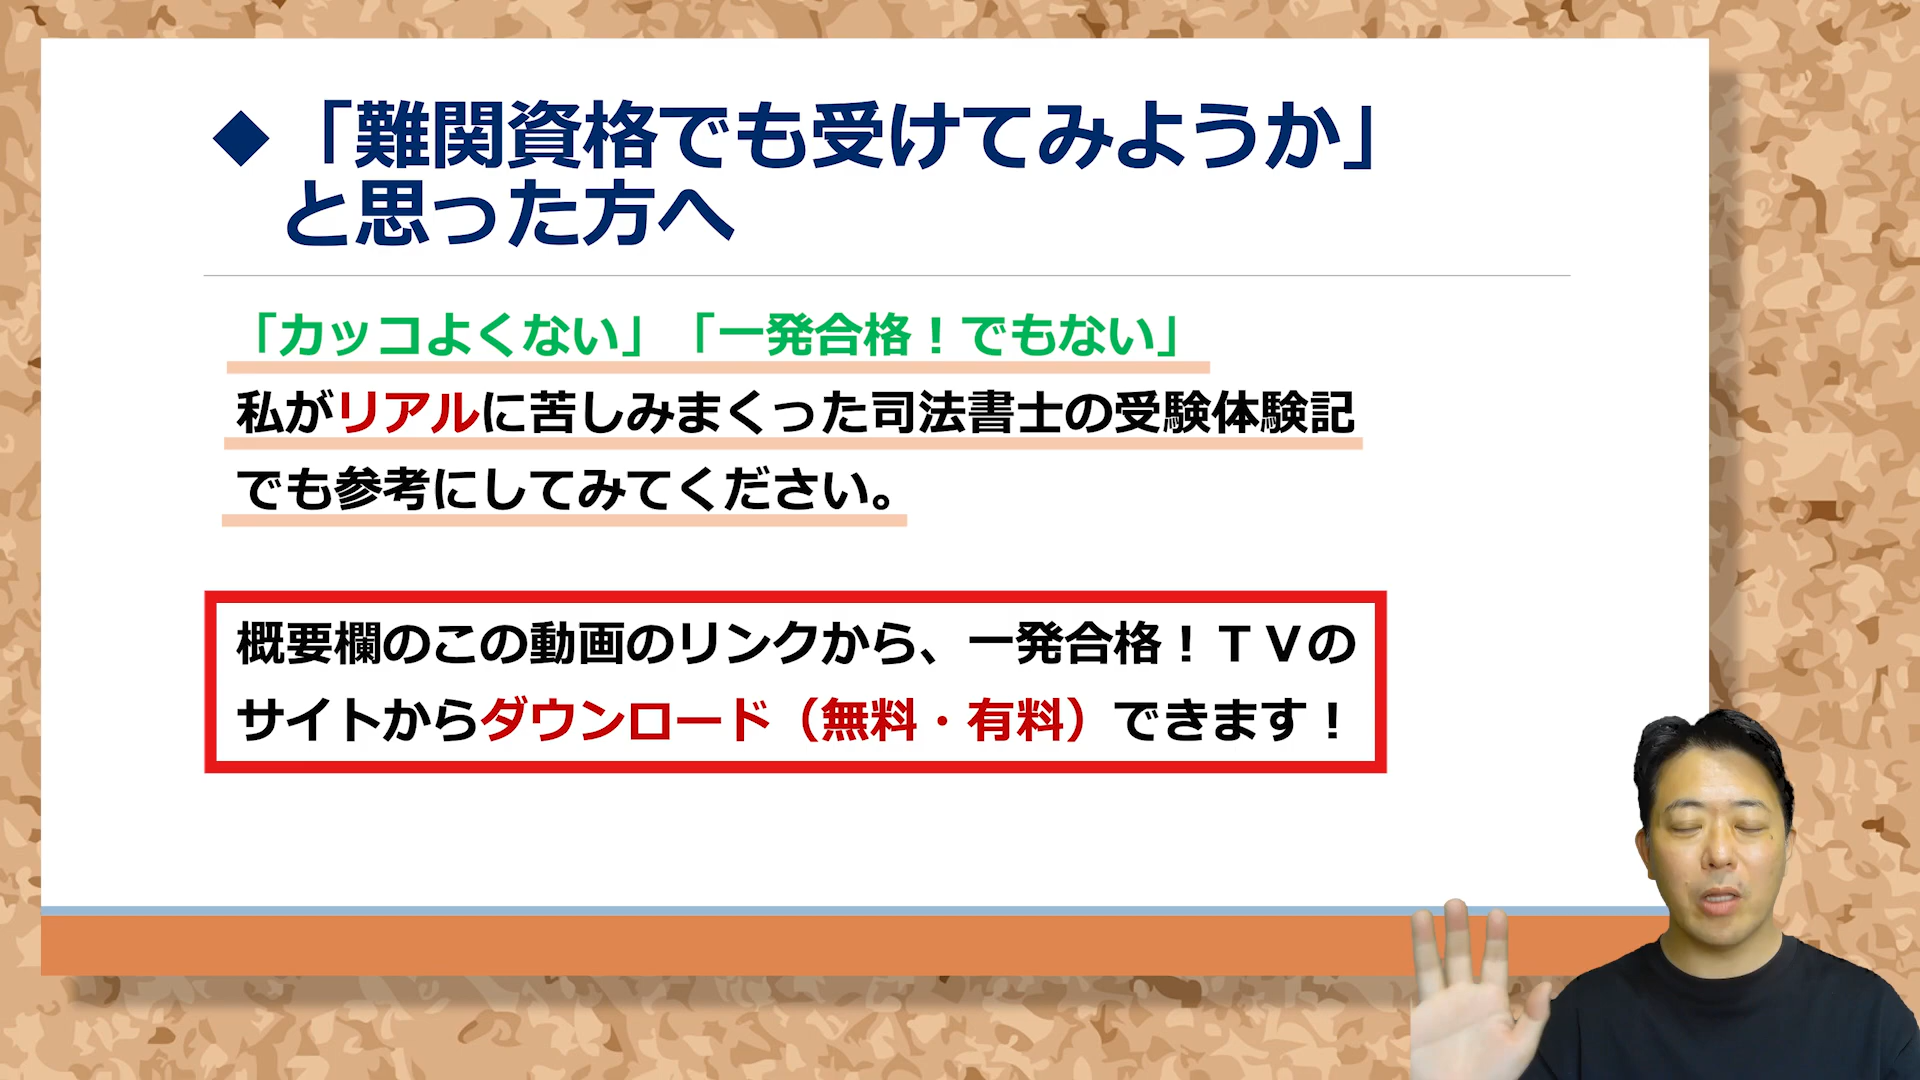 ◆「難関資格でも受けてみようか」
と思った方へ
「カッコよくない」「一発合格！でもない」
私がリアルに苦しみまくった司法書士の受験体験記
でも参考にしてみてください。
概要欄のこの動画のリンクから、一発合格！ＴＶの
サイトからダウンロード（無料・有料）できます！